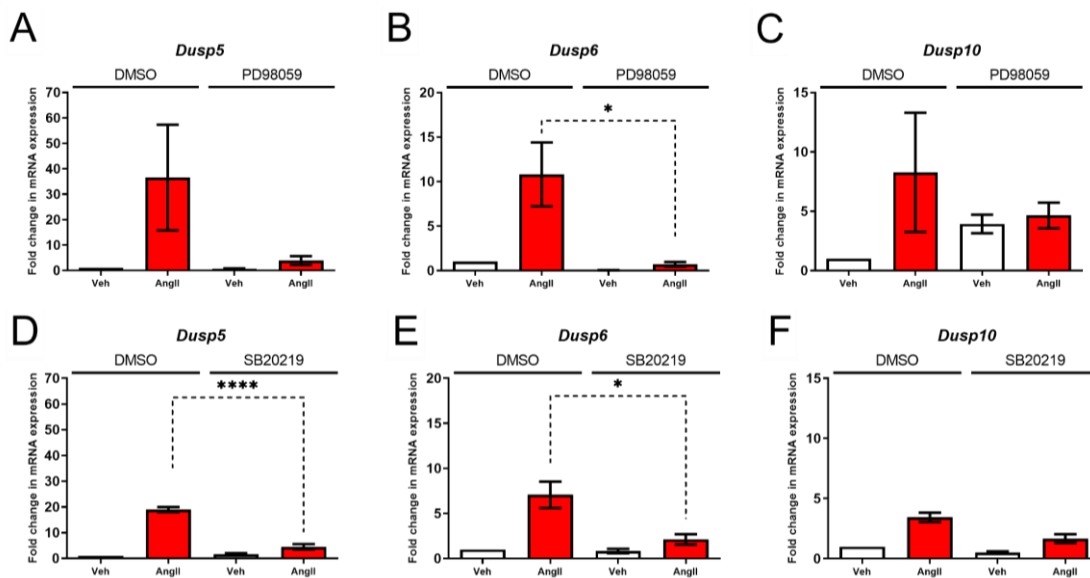 A
Dusp5
DMSO PD98059
Fold change in mRNA expression
70
60
50
40
30
20
10
0
Veh AngII Veh AngII
B
Dusp6
DMSO PD98059
Fold change in mRNA expression
20
15
10
5
0
*
Veh AngII Veh AngII
C
Dusp10
DMSO PD98059
Fold change in mRNA expression
15
10
5
0
Veh AngII Veh AngII
D
Dusp5
DMSO SB20219
Fold change in mRNA expression
70
60
50
40
30
20
10
0
****
Veh AngII Veh AngII
E
Dusp6
DMSO SB20219
Fold change in mRNA expression
20
15
10
5
0
*
Veh AngII Veh AngII
F
Dusp10
DMSO SB20219
Fold change in mRNA expression
15
10
5
0
Veh AngII Veh AngII